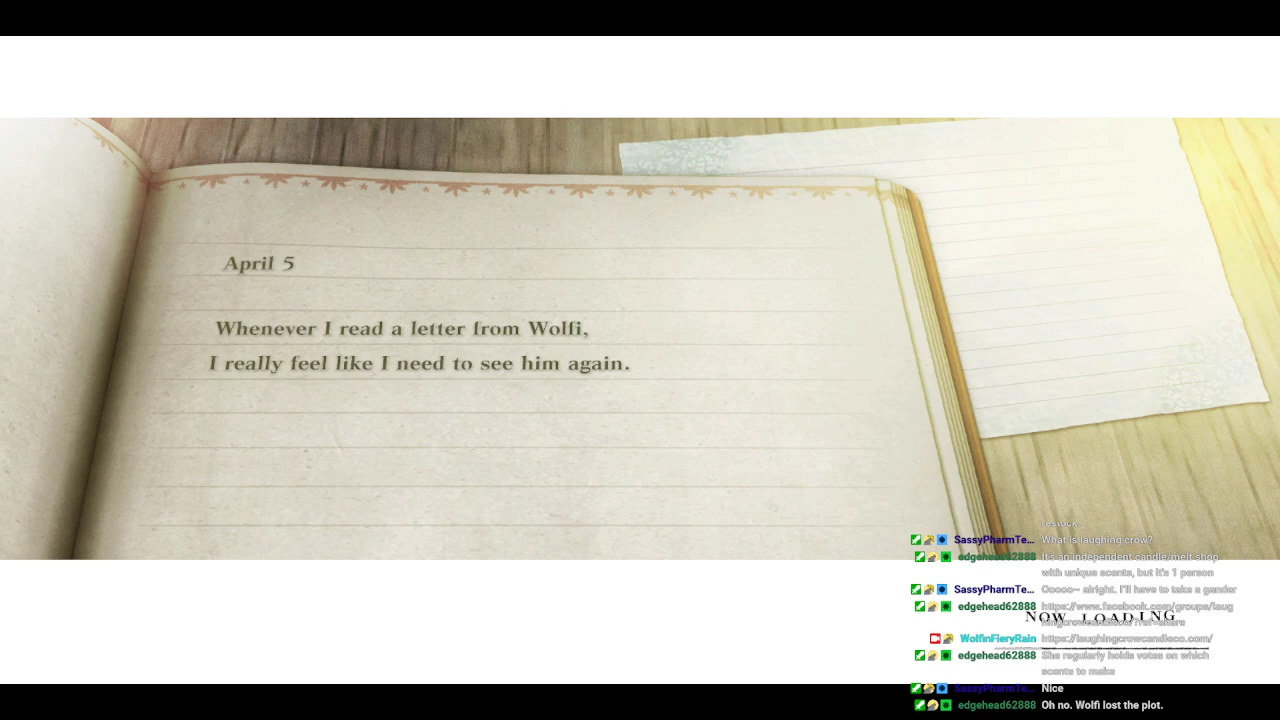 April 5
Whenever I read a letter from Wolfi,
I really feel like I need to see him again.
restock.
SassyPharmTe... What is laughing crow?
edgehead62888 It's an independent candle/melt shop
with unique scents, but it's 1 person
SassyPharmTe... Ooooo~ alright. I'll have to take a gander
edgehead62888 https://www.facebook.com/groups/laug
NOW LOADING
WolfinFieryRain https://laughingcrowcandleco.com/
edgehead62888 She regularly holds votes on which
scents to make
SassyPharmTe... Nice
edgehead62888 Oh no. Wolfi lost the plot.